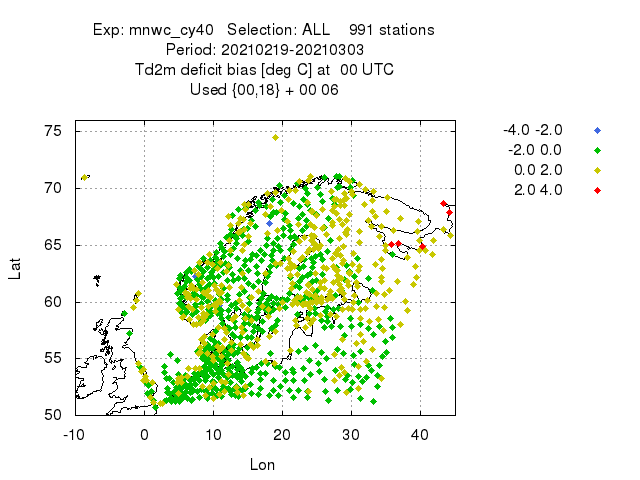 Exp: mnwc_cy40   Selection: ALL    991 stations
Period: 20210219-20210303
Td2m deficit bias [deg C] at  00 UTC
Used {00,18} + 00 06
-4.0 -2.0
-2.0 0.0
0.0 2.0
2.0 4.0
75
70
65
60
55
50
Lat
-10 0 10 20 30 40
Lon